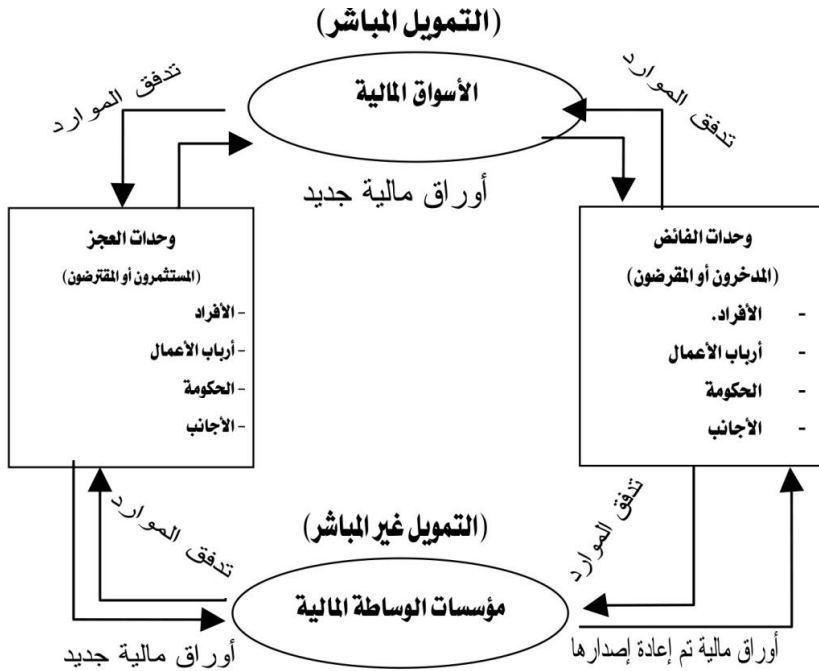 (التمويل المباشر)
تدفق الموارد
الأسواق المالية
تدفق الموارد
أوراق مالية جديد
وحدات الفائض
(المدخرون أو المقرضون)
- الأفراد.
- أرباب الأعمال
- الحكومة
- الأجانب
وحدات العجز
(المستثمرون أو المقترضون)
- الأفراد
- أرباب الأعمال
- الحكومة
- الأجانب
تدفق الموارد
(التمويل غير المباشر)
تدفق الموارد
مؤسسات الوساطة المالية
أوراق مالية تم إعادة إصدارها
أوراق مالية جديد